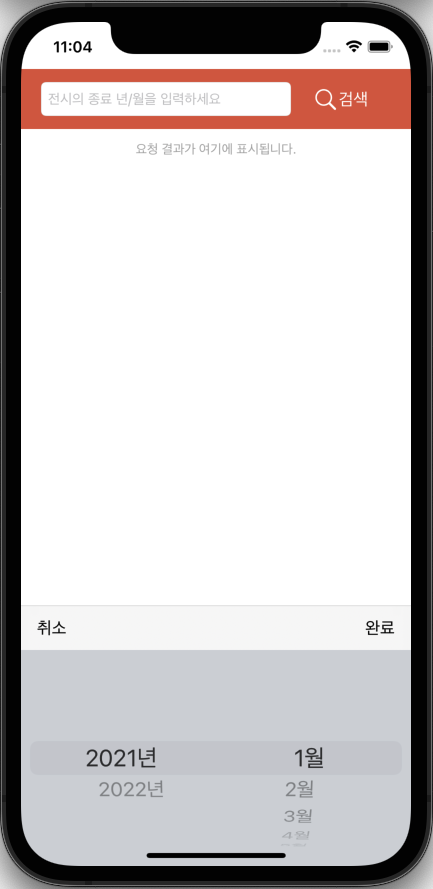 11:04
전시의 종료 년/월을 입력하세요 검색
요청 결과가 여기에 표시됩니다.
취소 완료
2021년 1월
2022년 2월
3월
4월